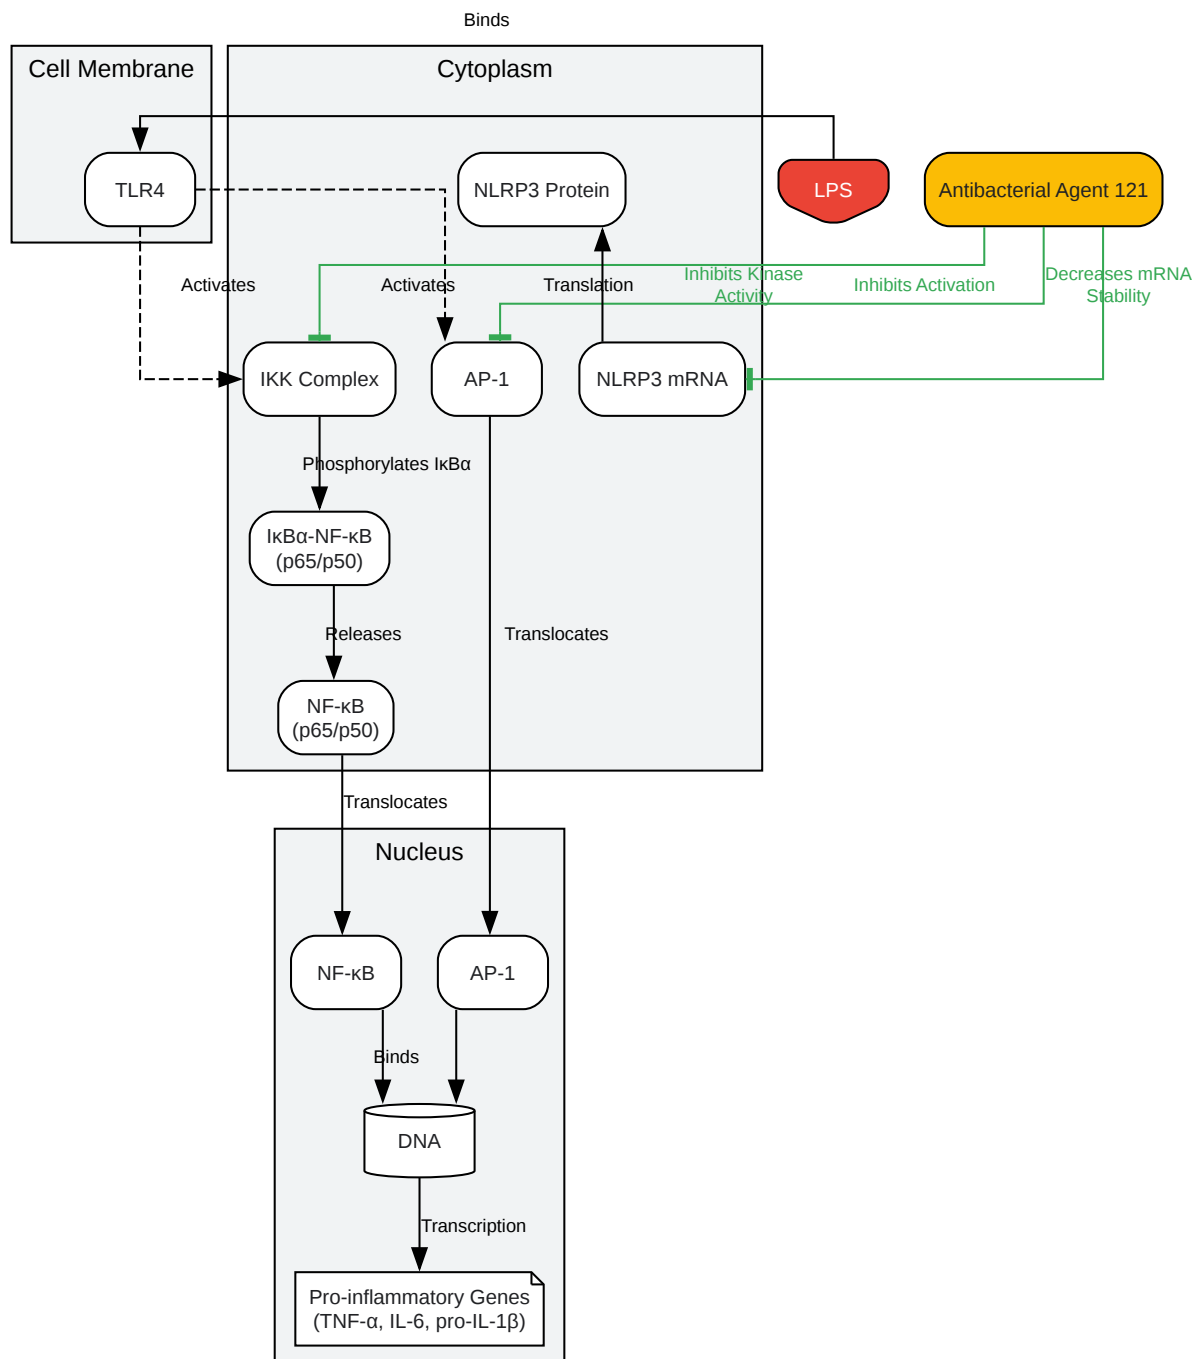 Binds
Cell Membrane
Cytoplasm
TLR4
NLRP3 Protein
LPS
Antibacterial Agent 121
Activates
Activates
Translation
Inhibits Kinase
Activity
Inhibits Activation
Decreases mRNA
Stability
IKK Complex
AP-1
NLRP3 mRNA
Phosphorylates IκBα
IκBα-NF-κB
(p65/p50)
Releases
Translocates
NF-κB
(p65/p50)
Translocates
Nucleus
NF-κB
AP-1
Binds
DNA
Transcription
Pro-inflammatory Genes
(TNF-α, IL-6, pro-IL-1β)